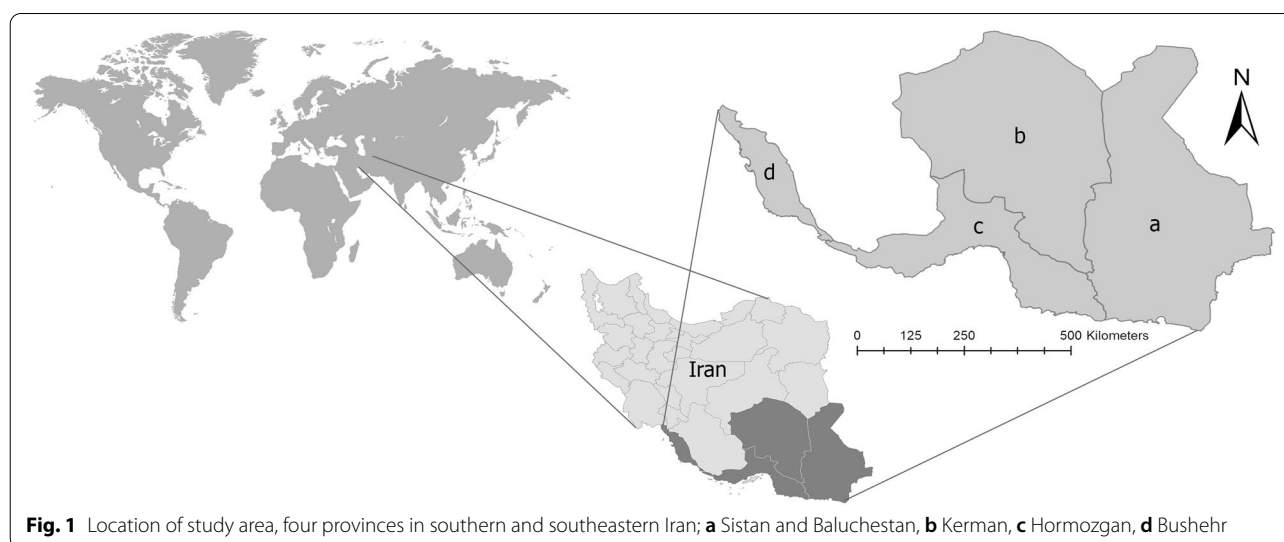 N
b
d
c
a
0 125 250 500 Kilometers
Iran
Fig. 1 Location of study area, four provinces in southern and southeastern Iran; a Sistan and Baluchestan, b Kerman, c Hormozgan, d Bushehr